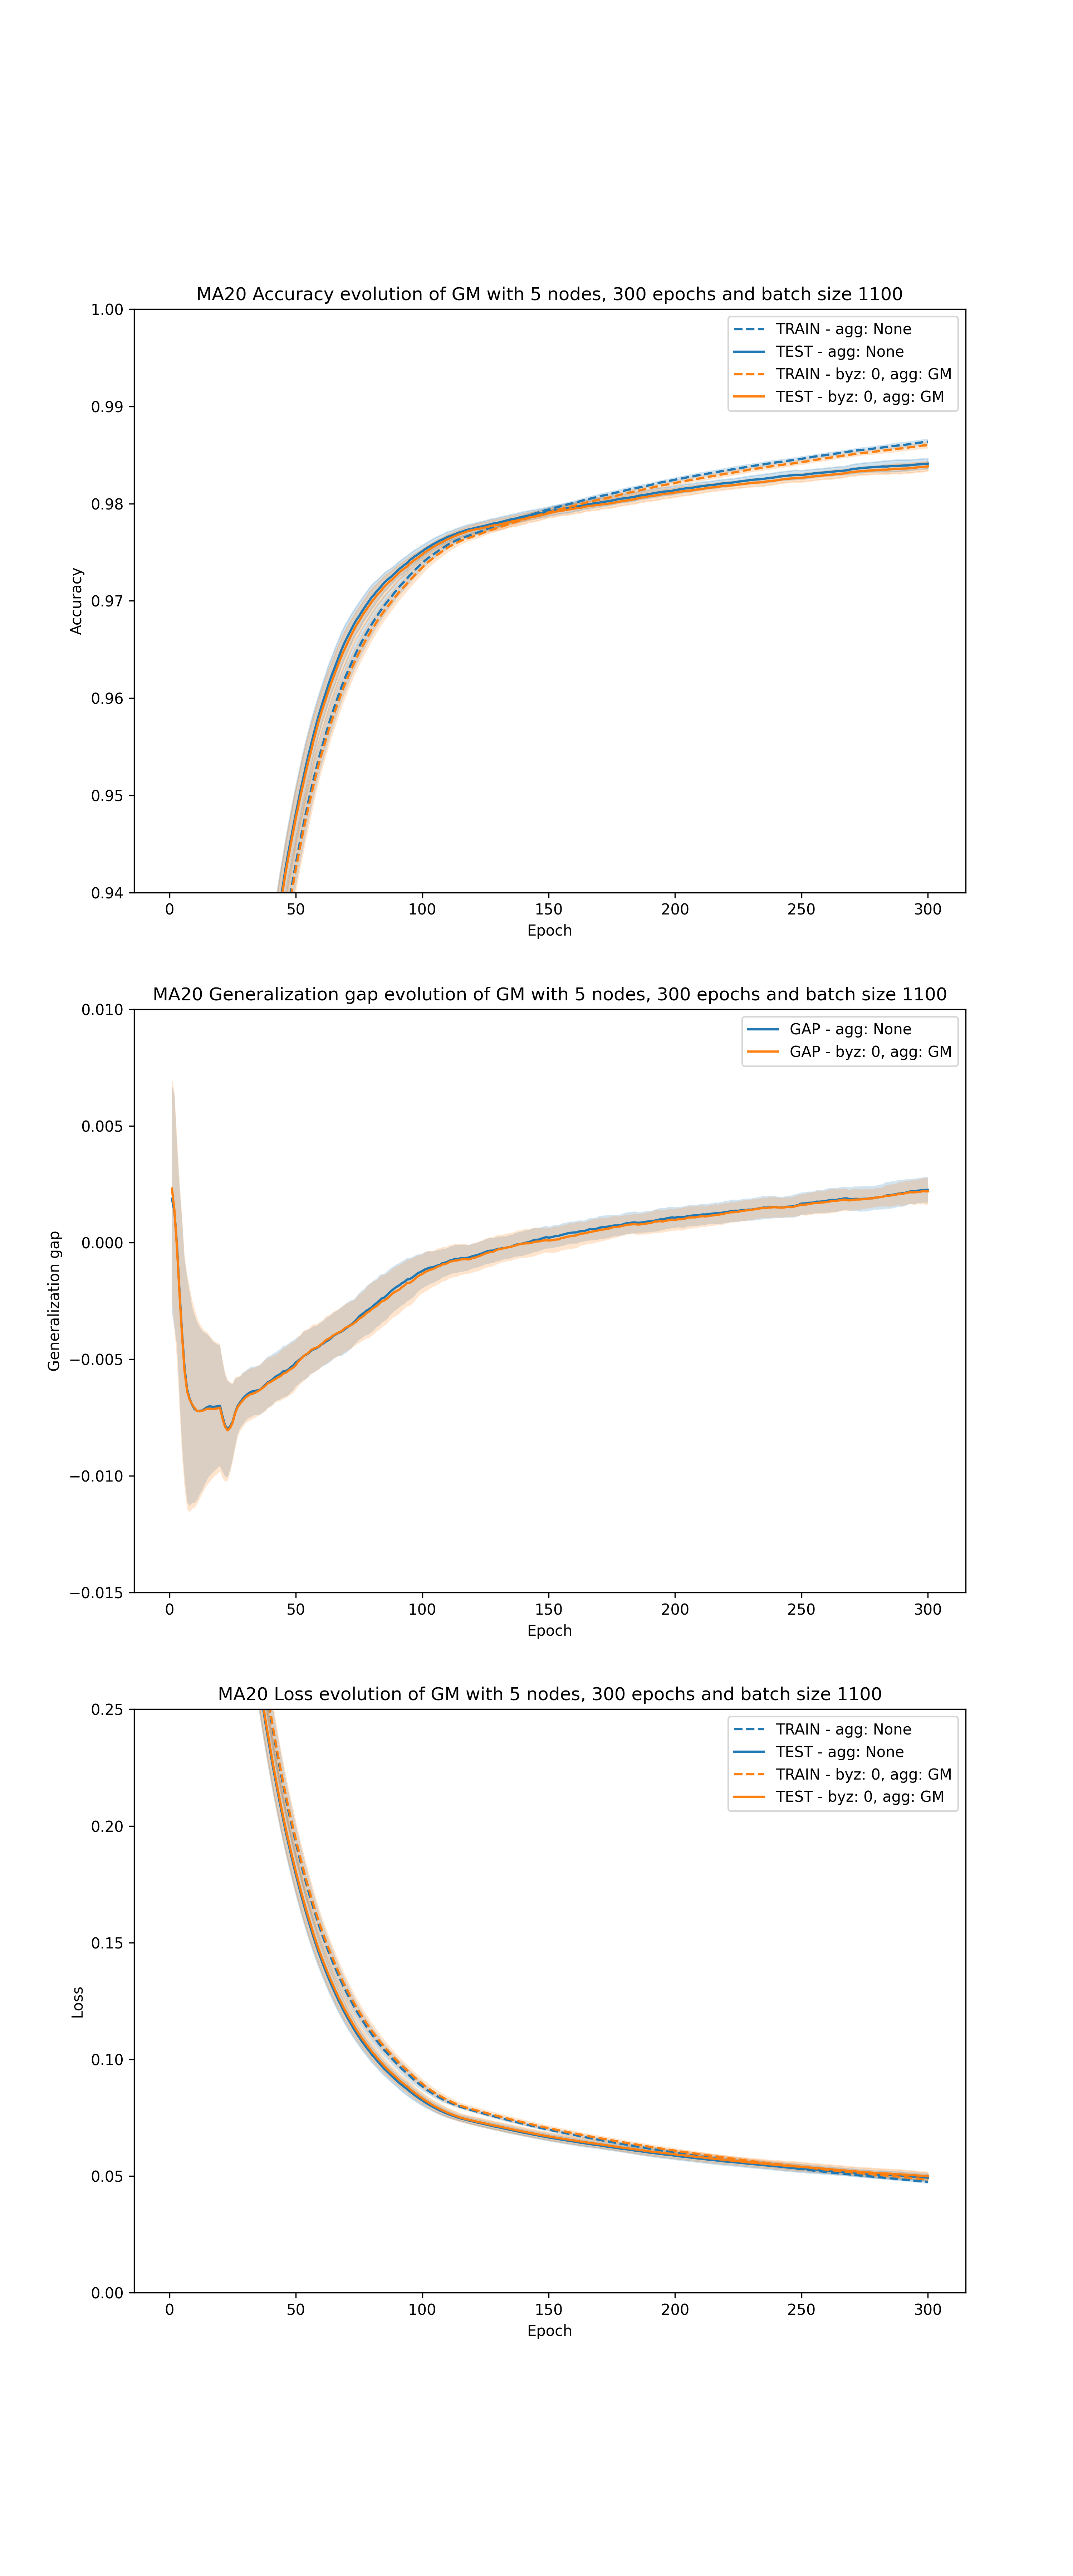 MA20 Accuracy evolution of GM with 5 nodes, 300 epochs and batch size 1100
1.00
0.99
0.98
0.97
0.96
0.95
0.94
Accuracy
TRAIN - agg: None
TEST - agg: None
TRAIN - byz: 0, agg: GM
TEST - byz: 0, agg: GM
0 50 100 150 200 250 300
Epoch
MA20 Generalization gap evolution of GM with 5 nodes, 300 epochs and batch size 1100
0.010
0.005
0.000
−0.005
−0.010
−0.015
Generalization gap
GAP - agg: None
GAP - byz: 0, agg: GM
0 50 100 150 200 250 300
Epoch
MA20 Loss evolution of GM with 5 nodes, 300 epochs and batch size 1100
0.25
0.20
0.15
0.10
0.05
0.00
Loss
TRAIN - agg: None
TEST - agg: None
TRAIN - byz: 0, agg: GM
TEST - byz: 0, agg: GM
0 50 100 150 200 250 300
Epoch